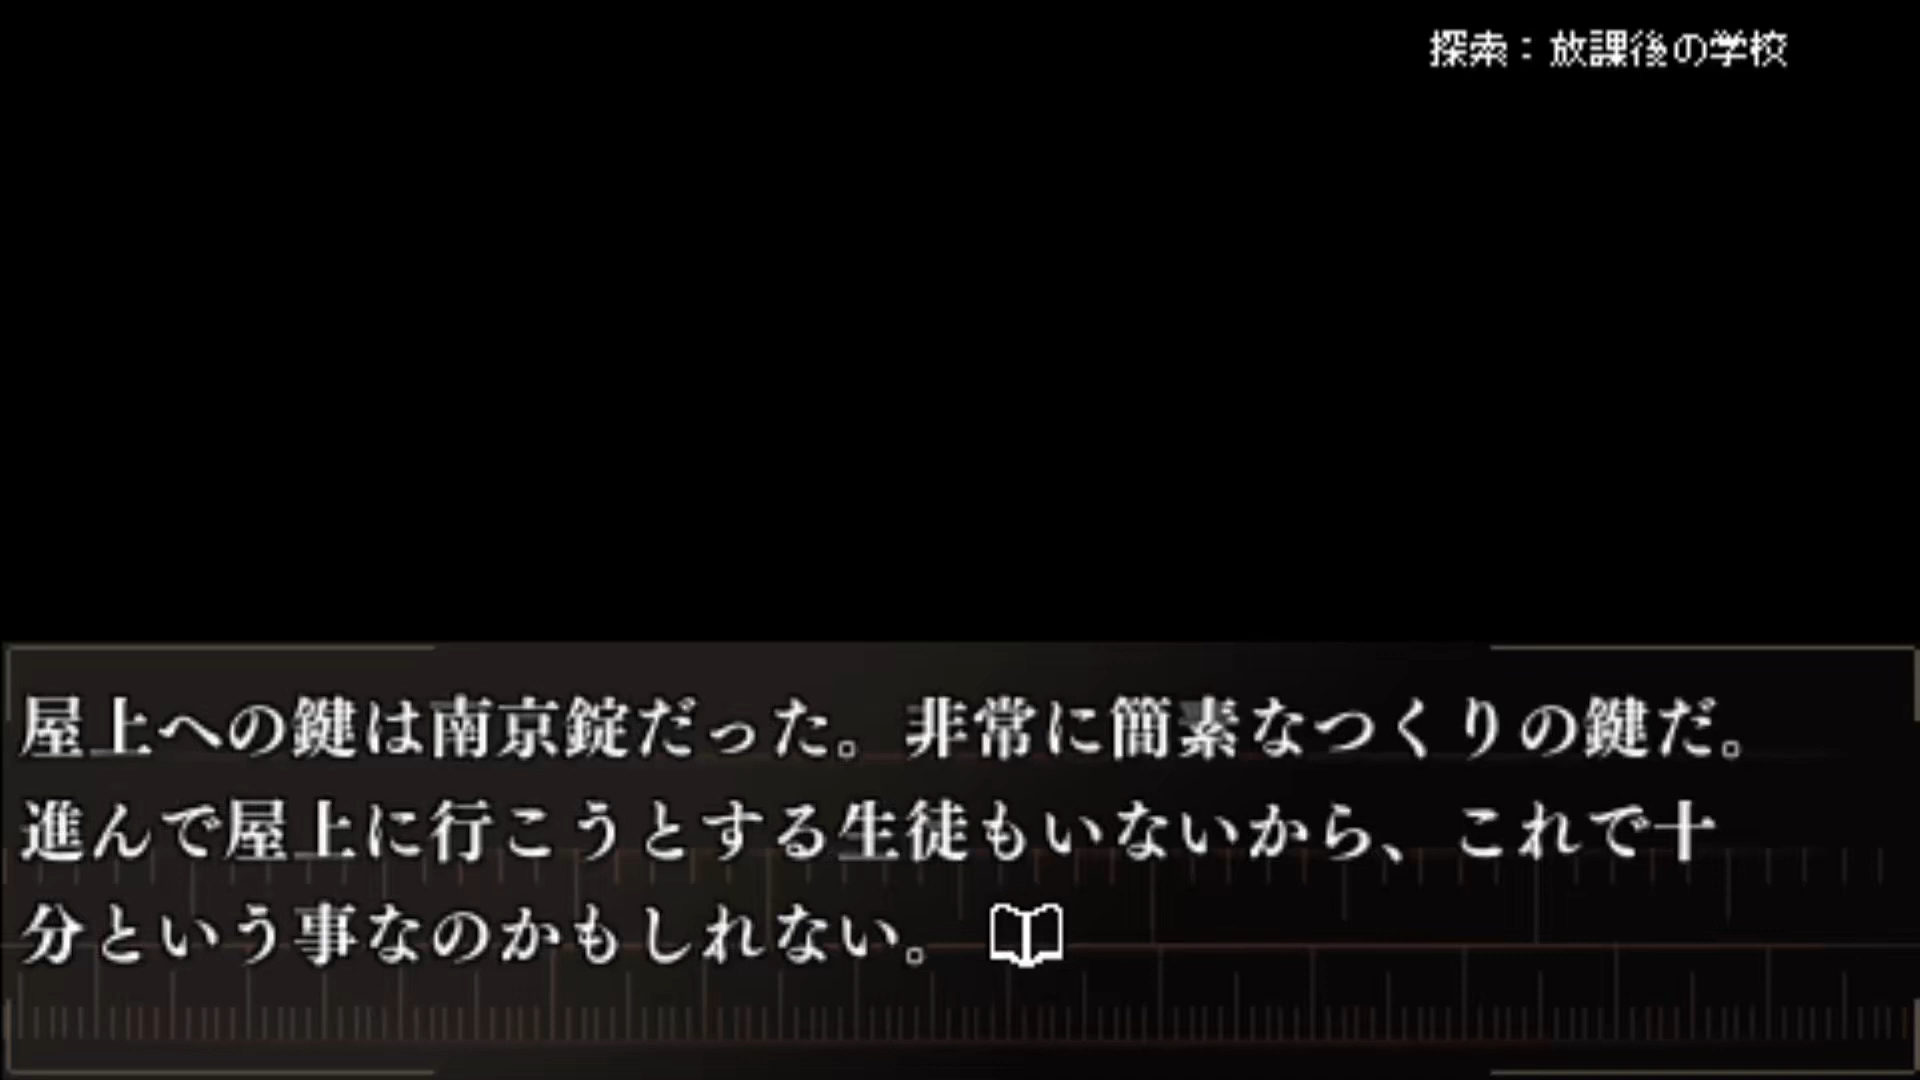 探索：放課後の学校
屋上への鍵は南京錠だった。非常に簡素なつくりの鍵だ。
進んで屋上に行こうとする生徒もいないから、これで十
分という事なのかもしれない。